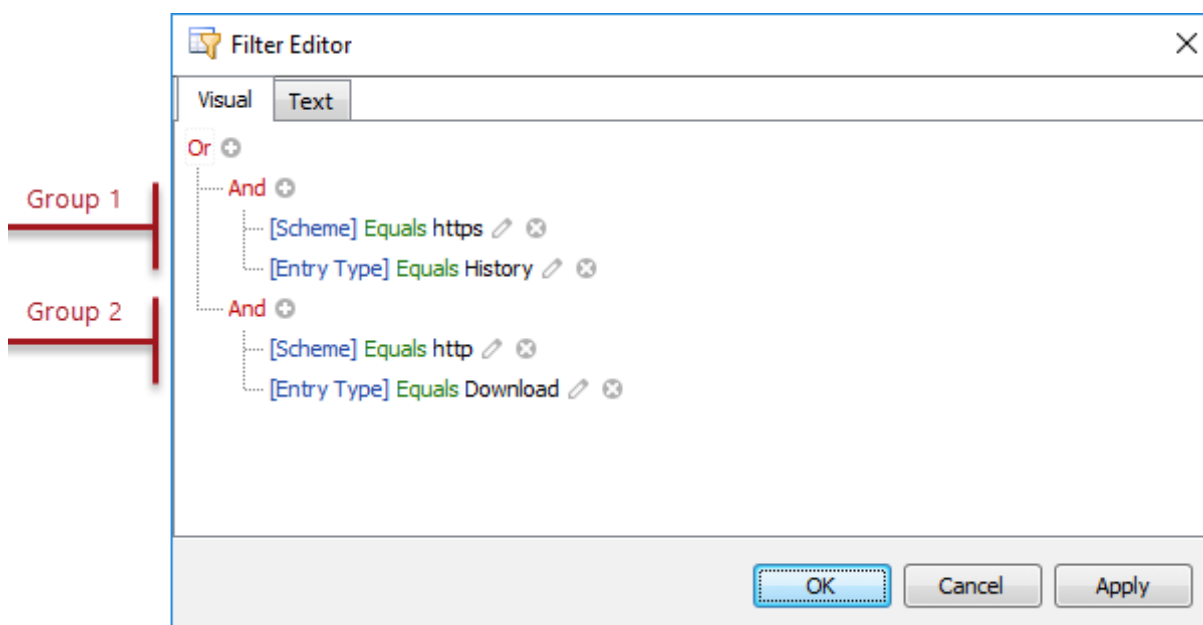 Filter Editor
Visual Text
Or
Group 1
And
[Scheme] Equals https
[Entry Type] Equals History
Group 2
And
[Scheme] Equals http
[Entry Type] Equals Download
OK Cancel Apply